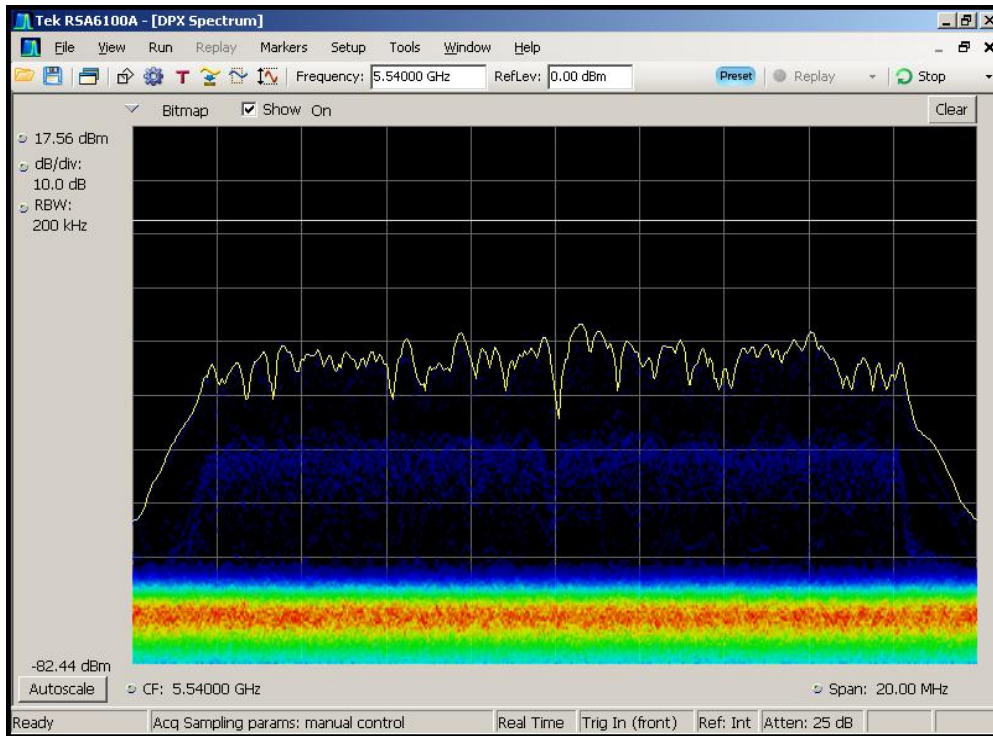 Tek RSA6100A - [DPX Spectrum]
File View Run Replay Markers Setup Tools Window Help
T Frequency: 5.54000 GHz RefLev: 0.00 dBm Preset Replay Stop
Bitmap Show On Clear
17.56 dBm
dB/div:
10.0 dB
RBW:
200 kHz
-82.44 dBm
Autoscale CF: 5.54000 GHz Span: 20.00 MHz
Ready Acq Sampling params: manual control Real Time Trig In (front) Ref: Int Atten: 25 dB